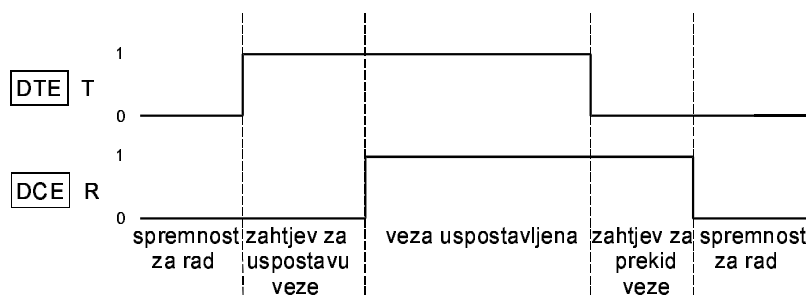 1
DTE T
0
1
DCE R
0
spremnost
za rad
zahtjev za
uspostavu
veze
veza uspostavljena
zahtjev za
prekid
veze
spremnost
za rad